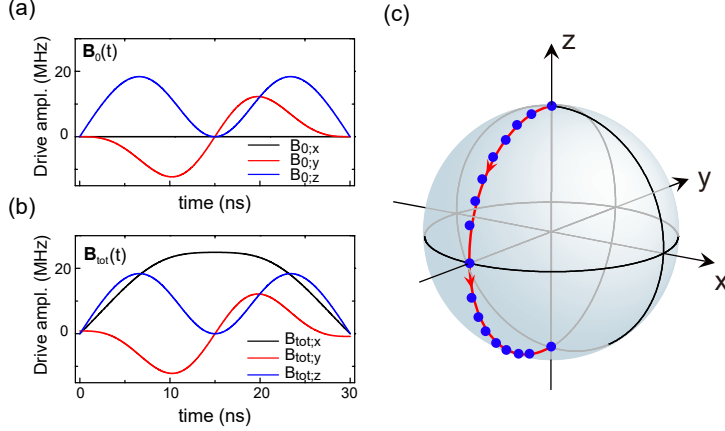 (a)
B₀(t)
Drive ampl. (MHz)
20
0
B₀;ₓ
B₀;ᵧ
B₀;z
time (ns)
(b)
Bₜₒₜ(t)
Drive ampl. (MHz)
20
0
Bₜₒₜ;ₓ
Bₜₒₜ;ᵧ
Bₜₒₜ;z
0 10 20 30
time (ns)
(c)
z
y
x